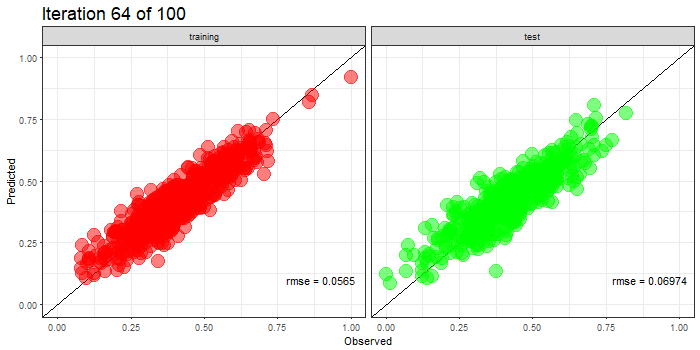 Iteration 64 of 100
training
test
1.00
0.75
0.50
0.25
0.00
Predicted
rmse = 0.0565
rmse = 0.06974
0.00 0.25 0.50 0.75 1.00 0.00 0.25 0.50 0.75 1.00
Observed